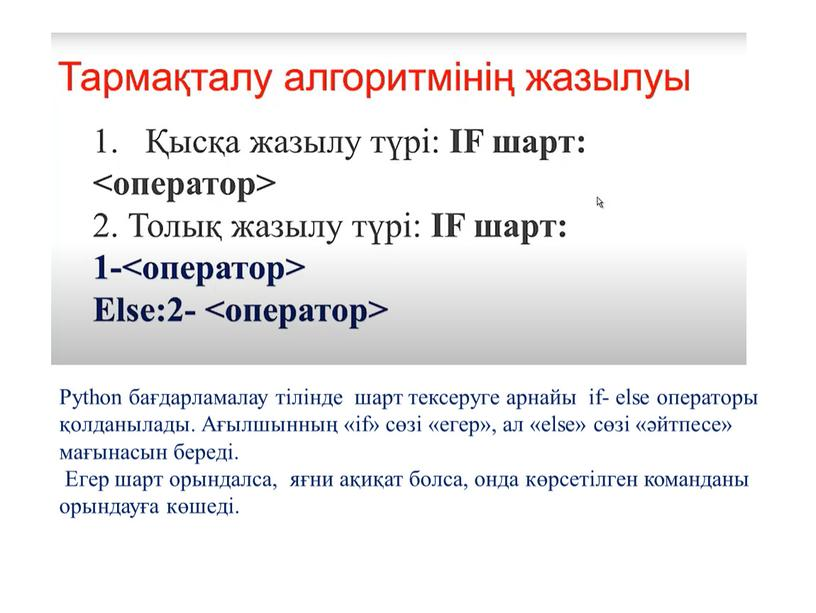 Тармақталу алгоритмінің жазылуы
1. Қысқа жазылу түрі: IF шарт:
<оператор>
2. Толық жазылу түрі: IF шарт:
1-<оператор>
Else:2- <оператор>
Python бағдарламалау тілінде шарт тексеруге арнайы if- else операторы
қолданылады. Ағылшынның «if» сөзі «егер», ал «else» сөзі «әйтпесе»
мағынасын береді.
Егер шарт орындалса, яғни ақиқат болса, онда көрсетілген команданы
орындауға көшеді.